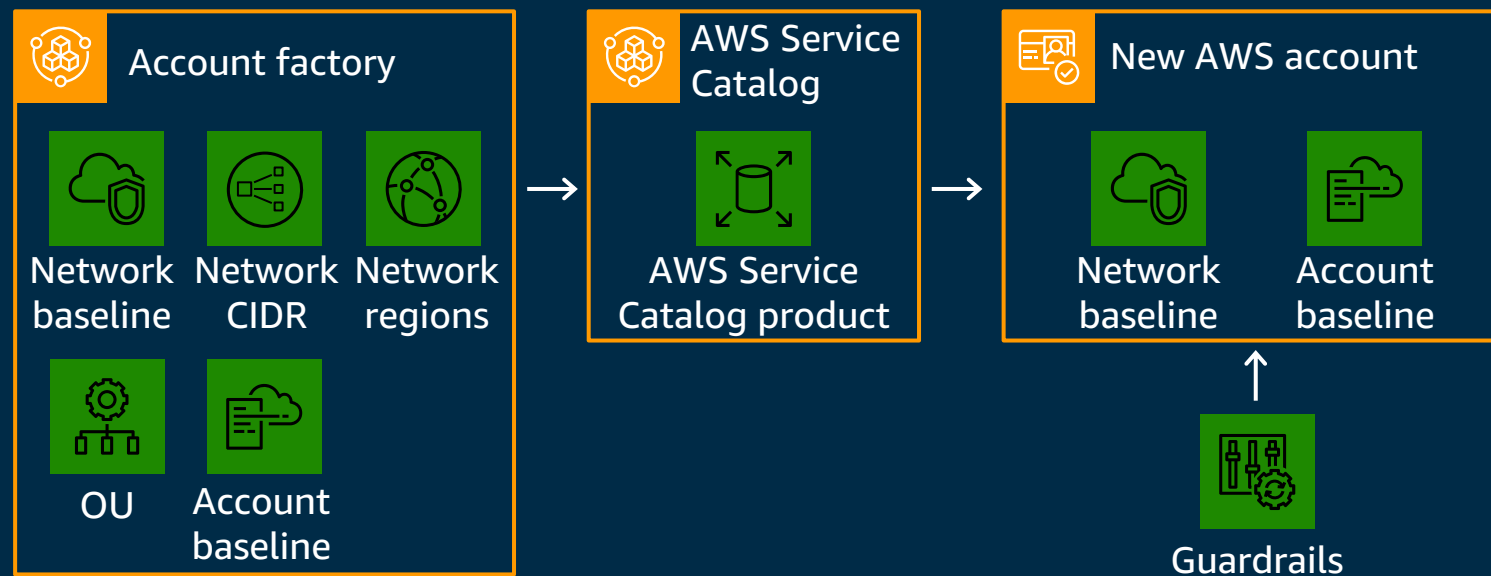 Account factory
Network
baseline
Network
CIDR
Network
regions
OU
Account
baseline
AWS Service
Catalog
AWS Service
Catalog product
New AWS account
Network
baseline
Account
baseline
Guardrails